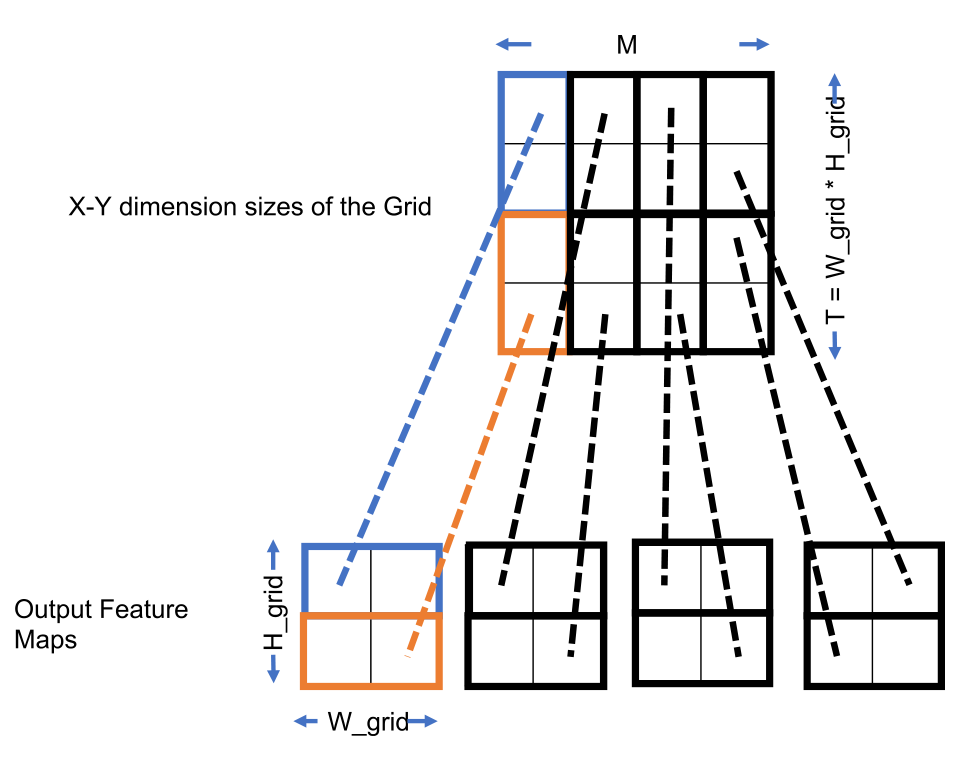 M
T = W_grid * H_grid
X-Y dimension sizes of the Grid
Output Feature
Maps
H_grid
W_grid